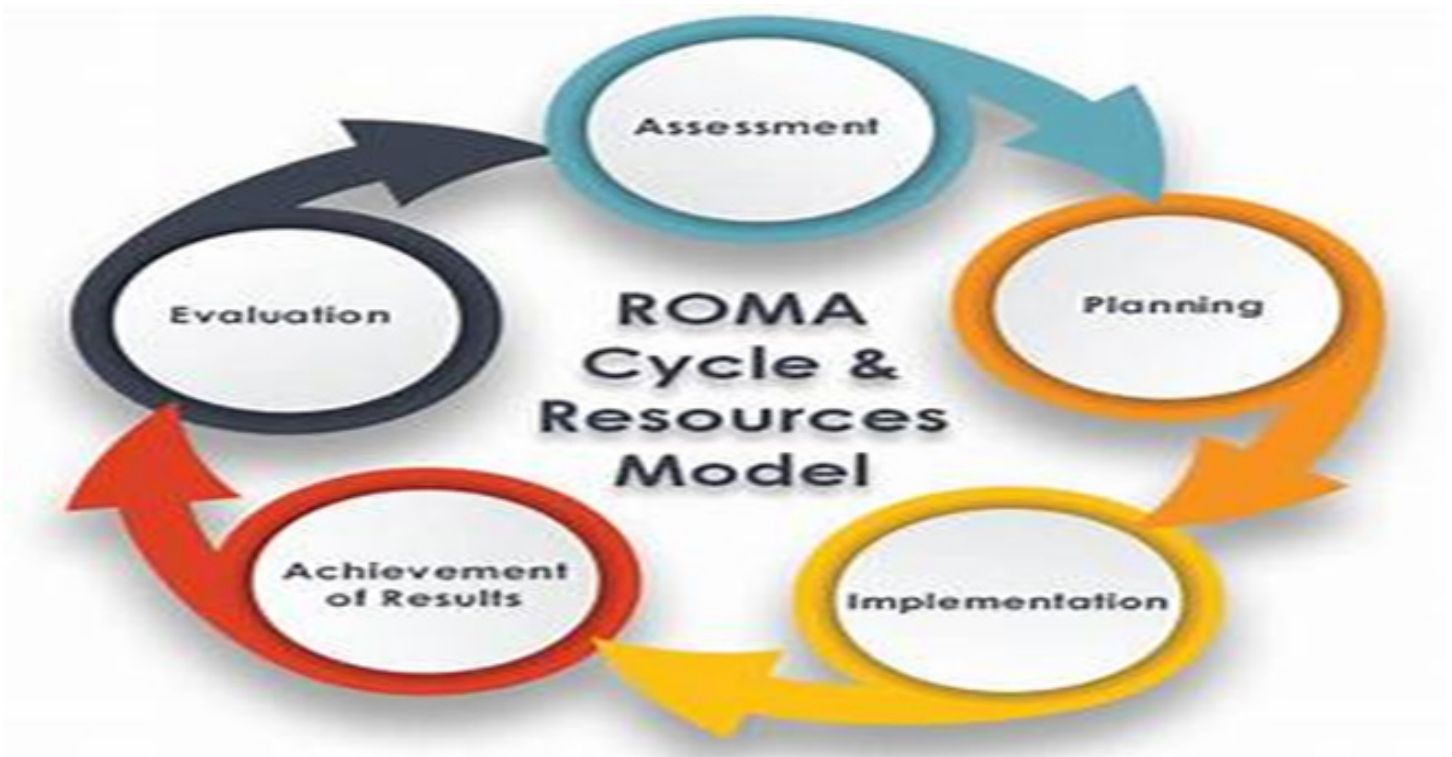 Assessment
Planning
Implementation
Achievement
of Results
Evaluation
ROMA
Cycle &
Resources
Model